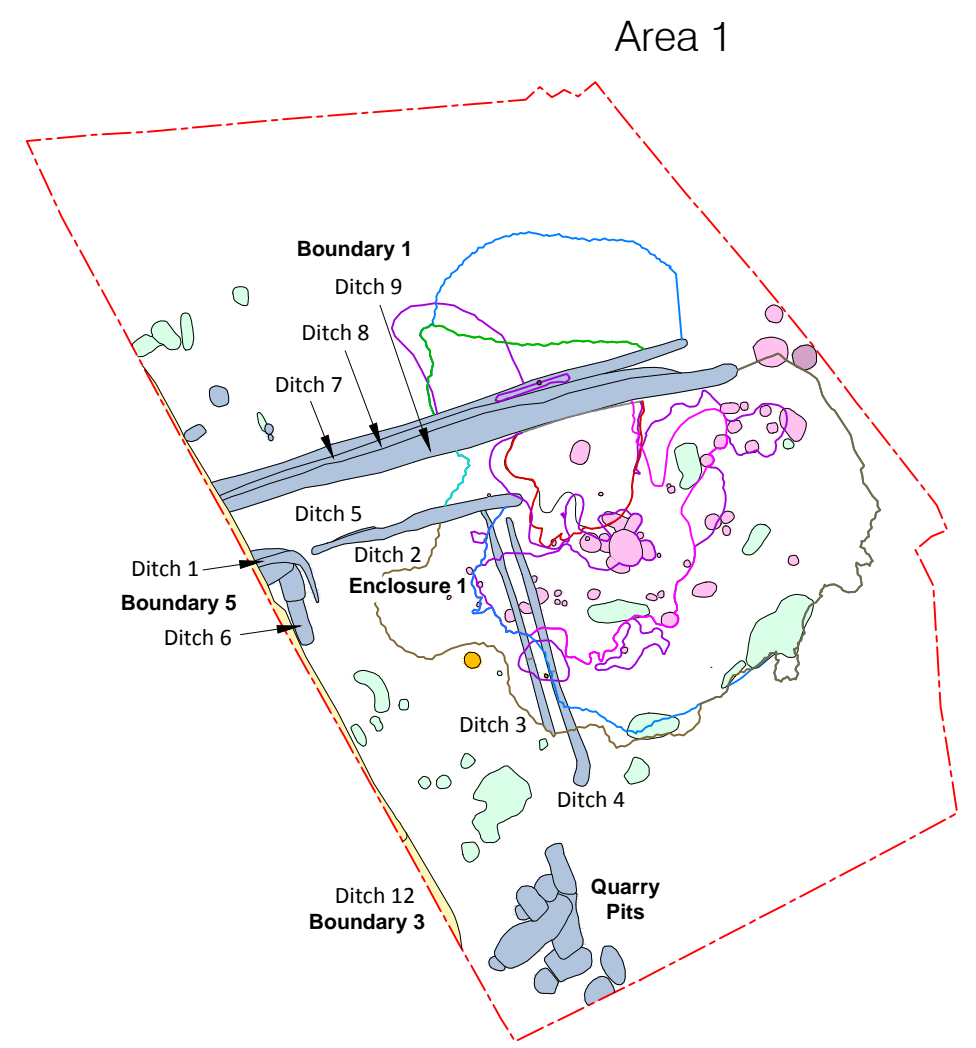 Area 1
Boundary 1
Ditch 9
Ditch 8
Ditch 7
Ditch 5
Ditch 2
Ditch 1
Enclosure 1
Boundary 5
Ditch 6
Ditch 3
Ditch 4
Ditch 12
Boundary 3
Quarry
Pits